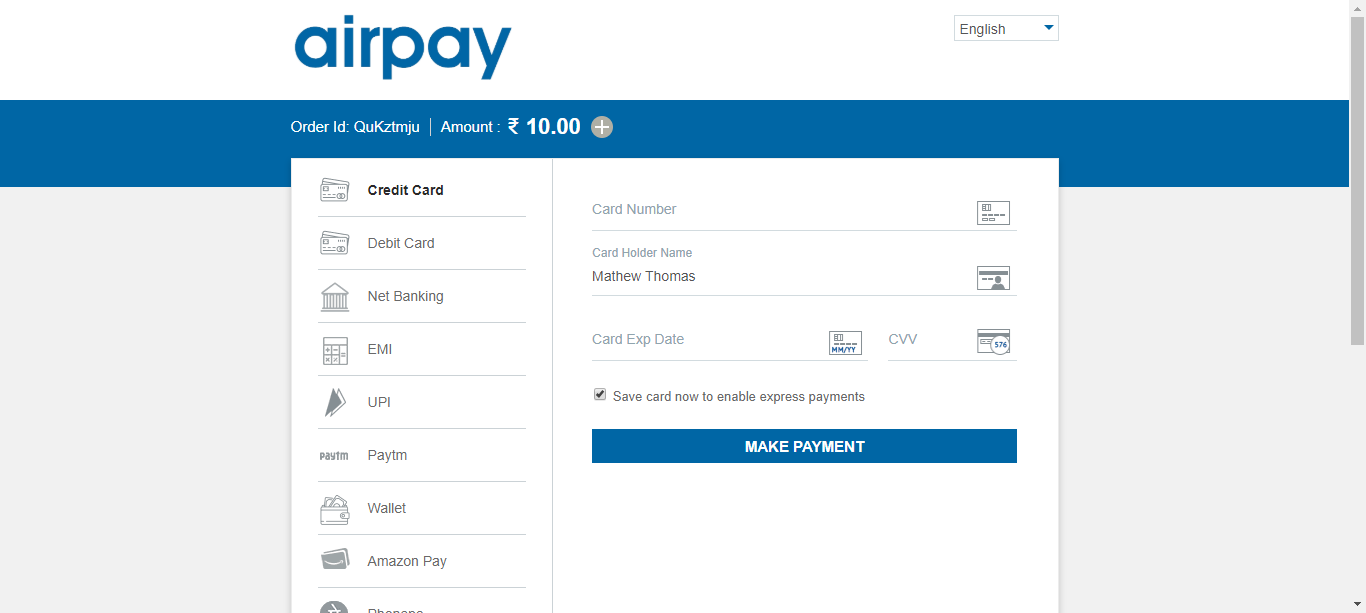 airpay
English
Order Id: QuKztmju | Amount : ₹ 10.00
Credit Card
Debit Card
Net Banking
EMI
UPI
paytm Paytm
Wallet
Amazon Pay
Phonepe
Card Number
Card Holder Name
Mathew Thomas
Card Exp Date
MM/YY
CVV
576
Save card now to enable express payments
MAKE PAYMENT